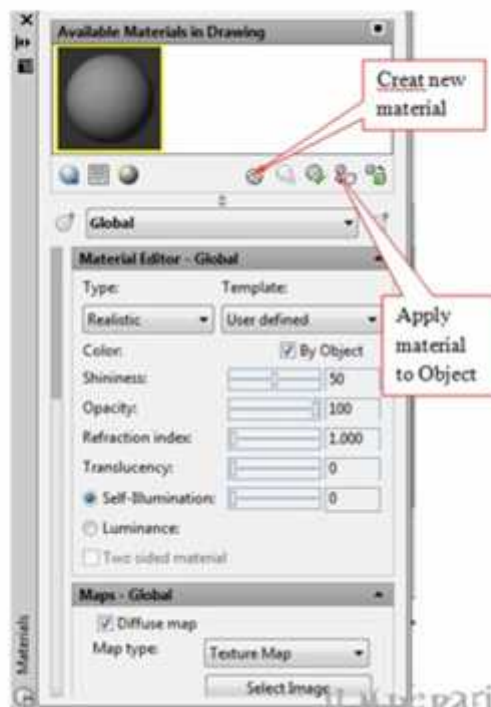 Available Materials in Drawing
Creat new
material
Global
Material Editor - Global
Type: Template:
Realistic User defined
Color: By Object
Shininess: 50
Opacity: 100
Refraction index: 1.000
Translucency: 0
Self-Illumination: 0
Luminance:
Two sided material
Apply
material
to Object
Maps - Global
Diffuse map
Map type: Texture Map
Select Image
Materials